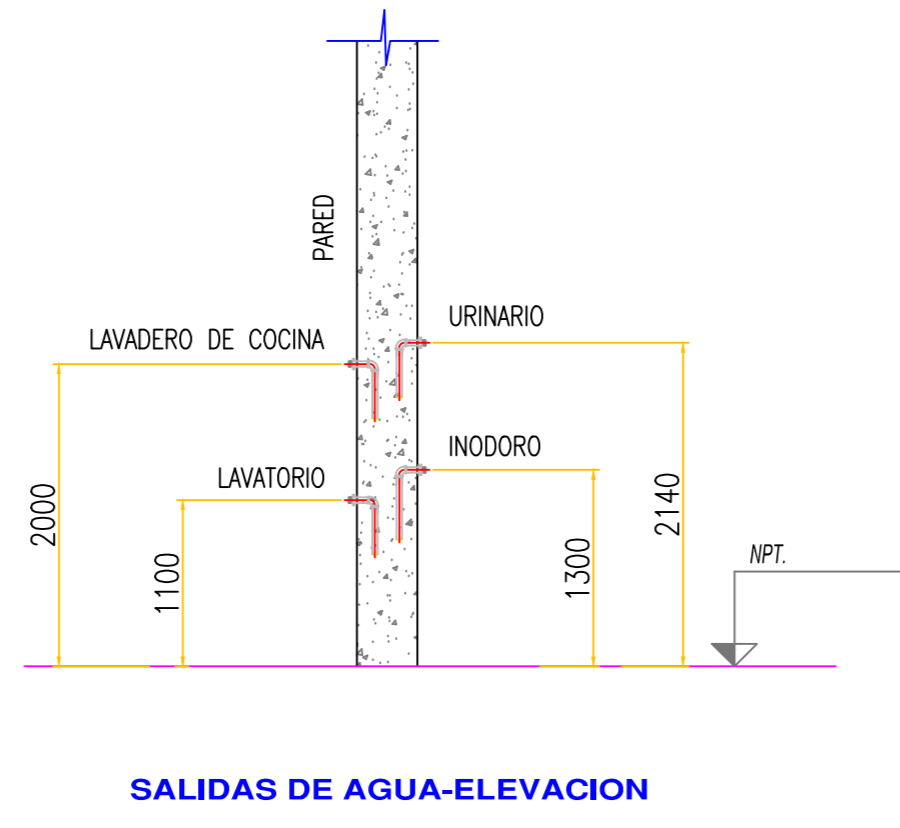 PARED
URINARIO
LAVADERO DE COCINA
INODORO
LAVATORIO
2000
2140
1100
1300
NPT.
SALIDAS DE AGUA-ELEVACION